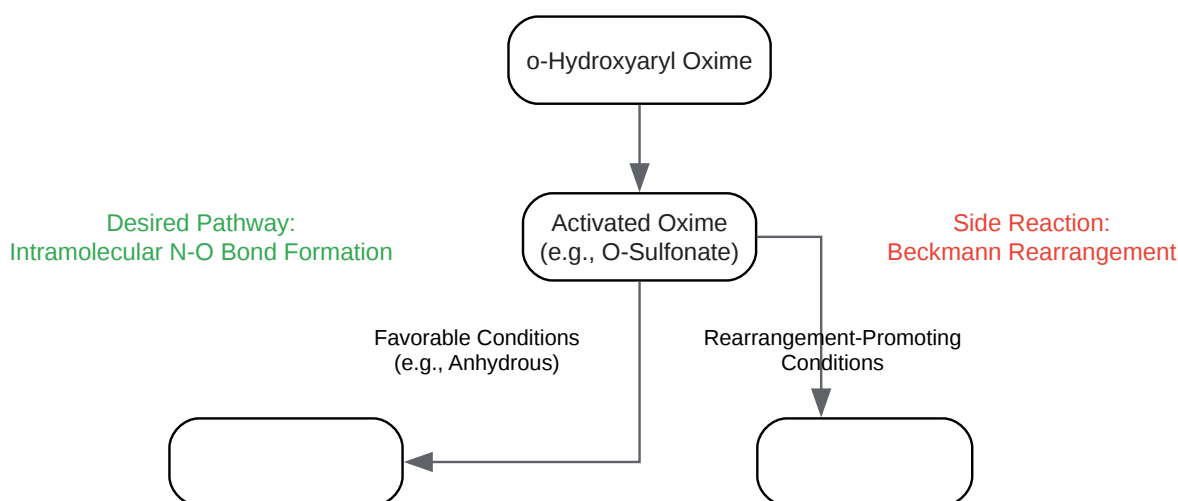 o-Hydroxyaryl Oxime
Desired Pathway:
Intramolecular N-O Bond Formation
Activated Oxime
(e.g., O-Sulfonate)
Side Reaction:
Beckmann Rearrangement
Favorable Conditions
(e.g., Anhydrous)
Rearrangement-Promoting
Conditions